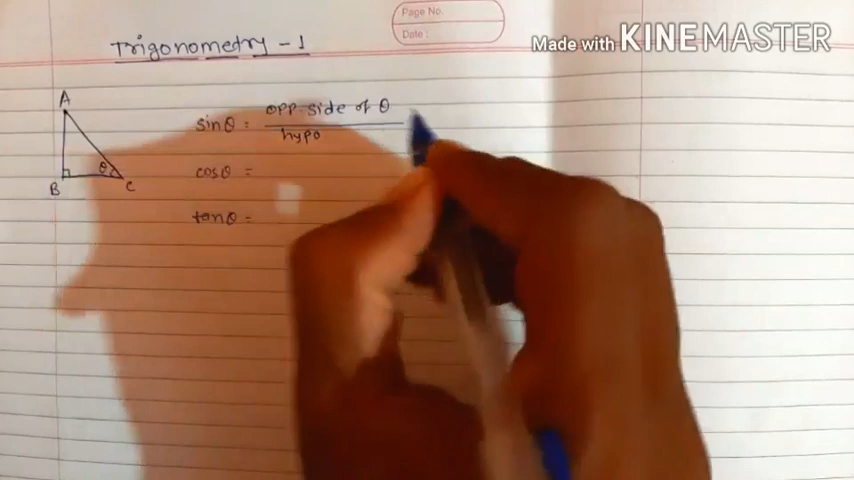 Page No.
Date :
Made with KINEMASTER
Trigonometry - 1
A
B
θ
C
sinθ = opp. side of θ
hypo
cosθ =
tanθ =